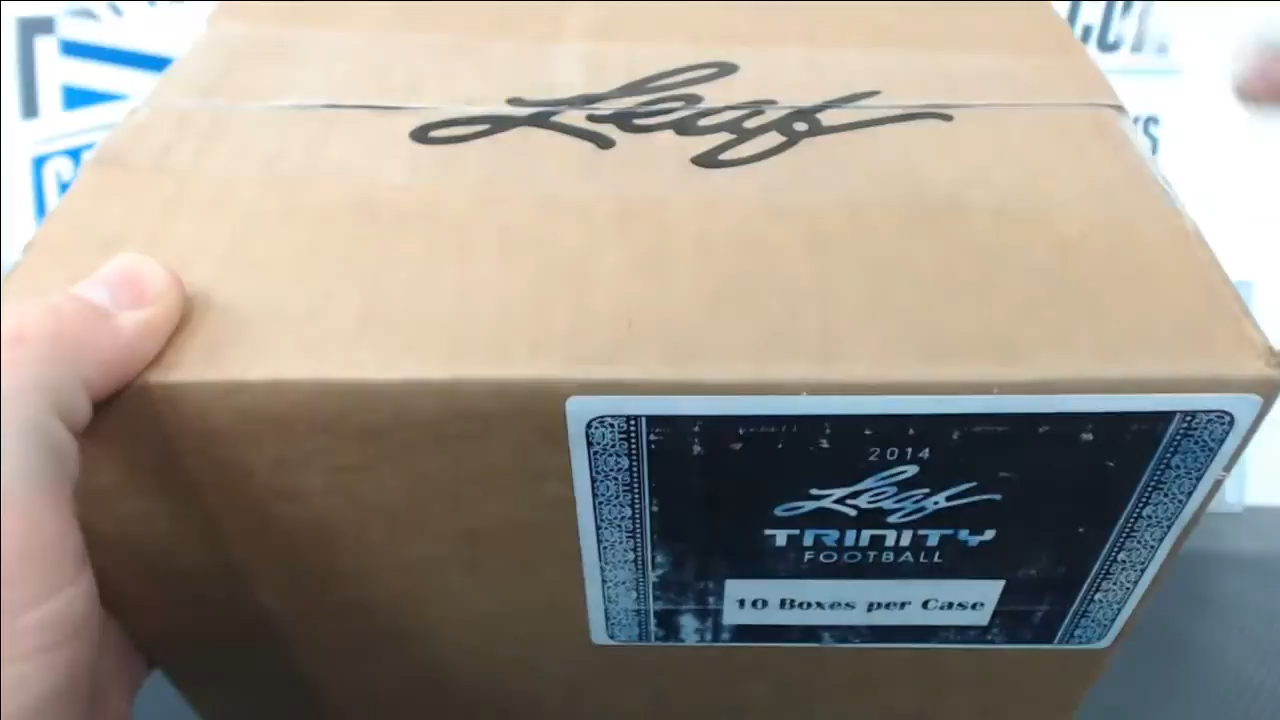 Leaf
2014
Leaf
TRINITY
FOOTBALL
10 Boxes per Case